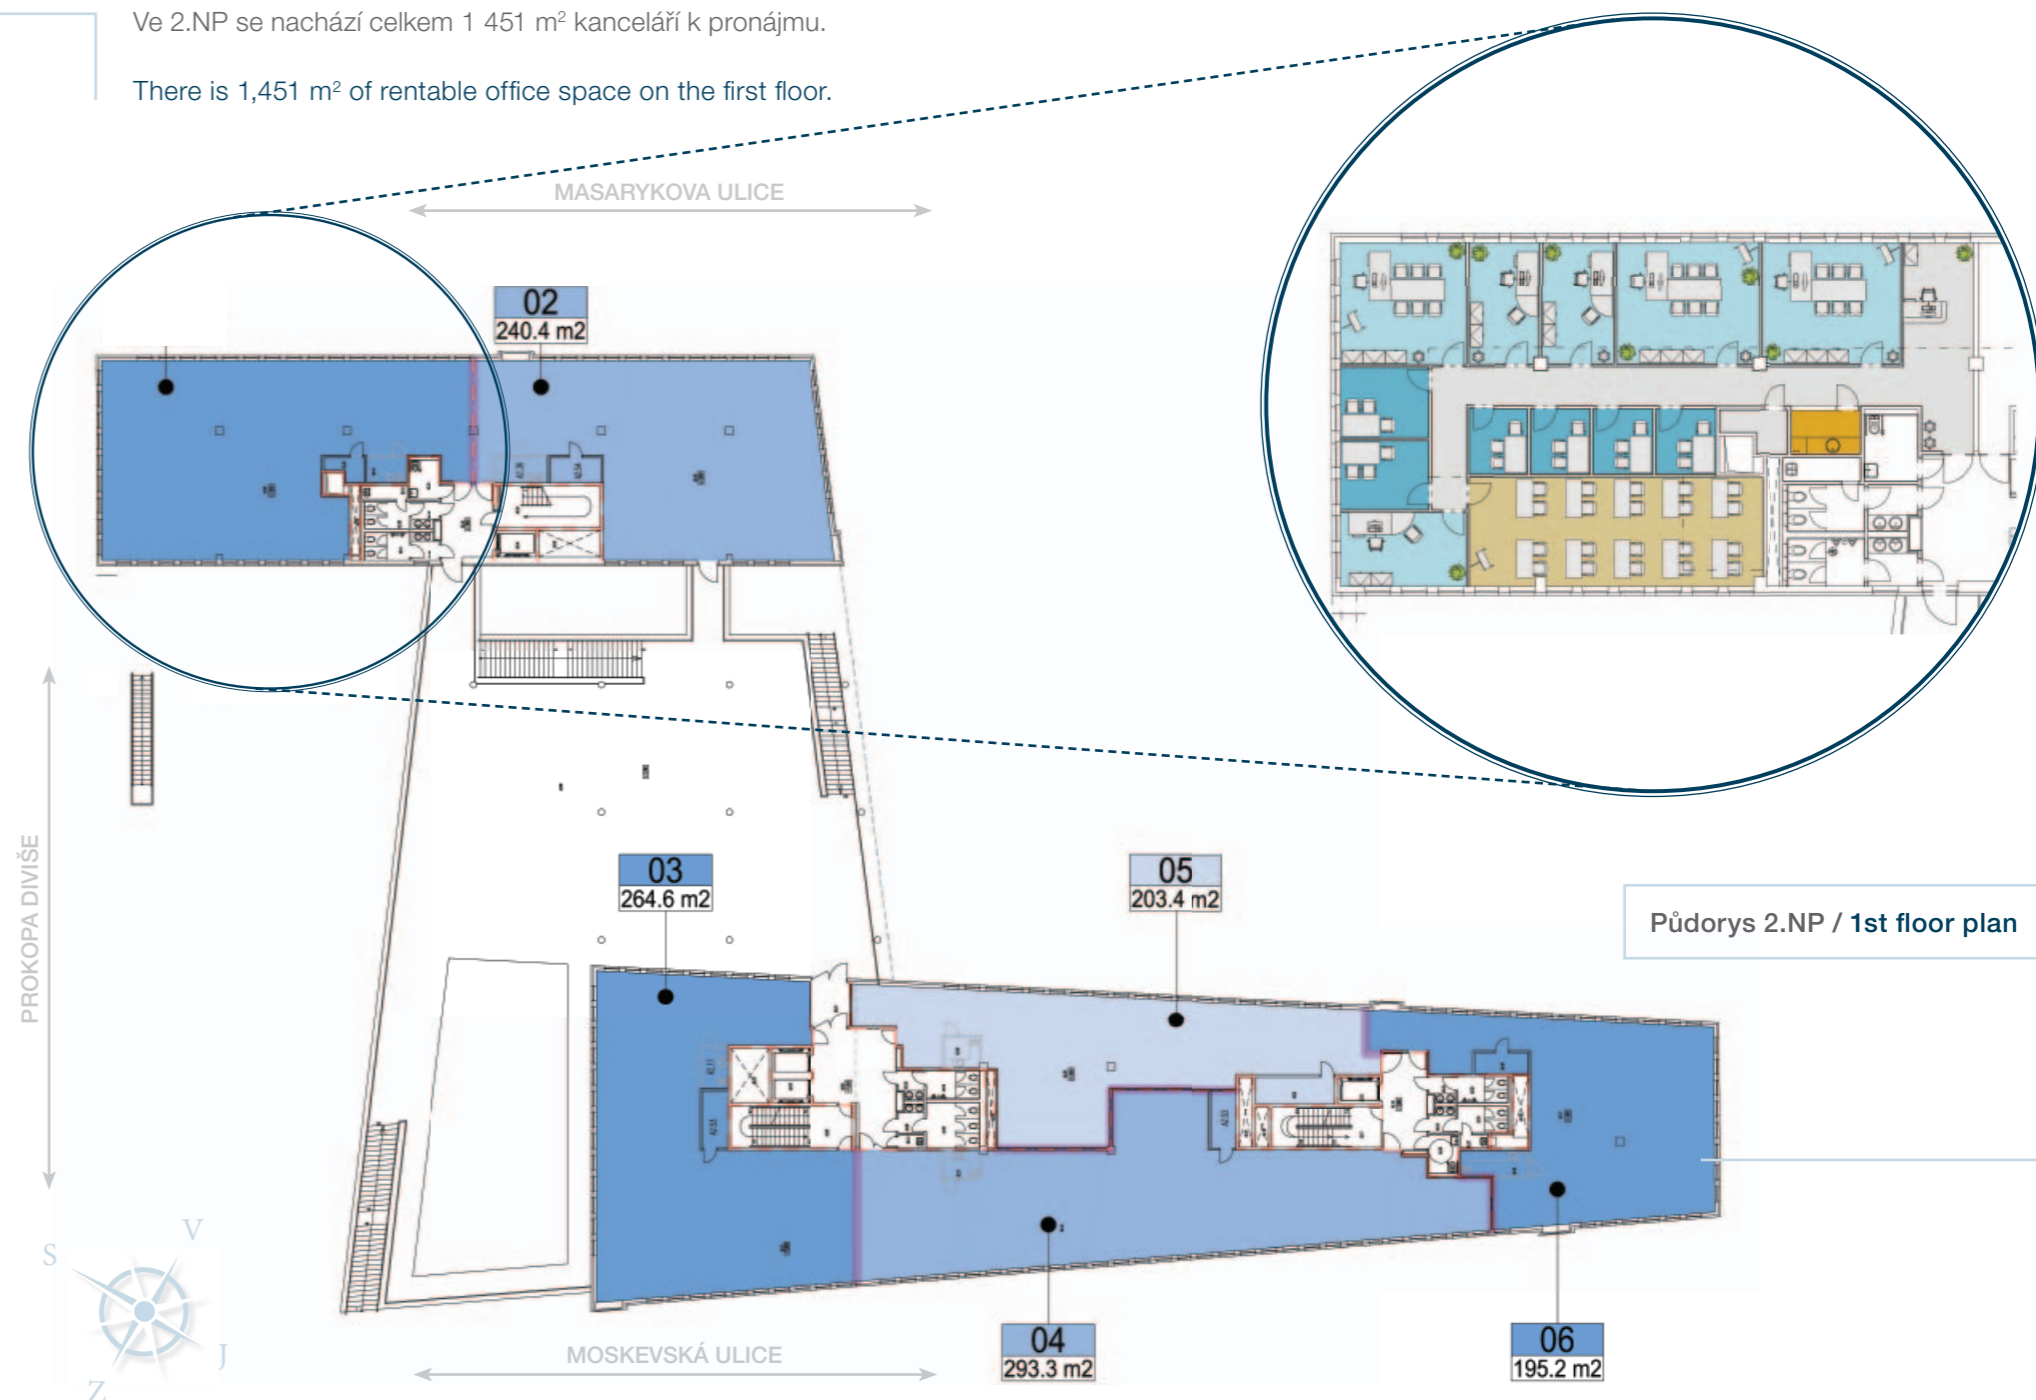 Ve 2.NP se nachází celkem 1 451 m² kanceláří k pronájmu.
There is 1,451 m² of rentable office space on the first floor.
MASARYKOVA ULICE
02
240.4 m2
PROKOPA DIVIŠE
03
264.6 m2
05
203.4 m2
Půdorys 2.NP / 1st floor plan
04
293.3 m2
06
195.2 m2
MOSKEVSKÁ ULICE
S
V
J
Z